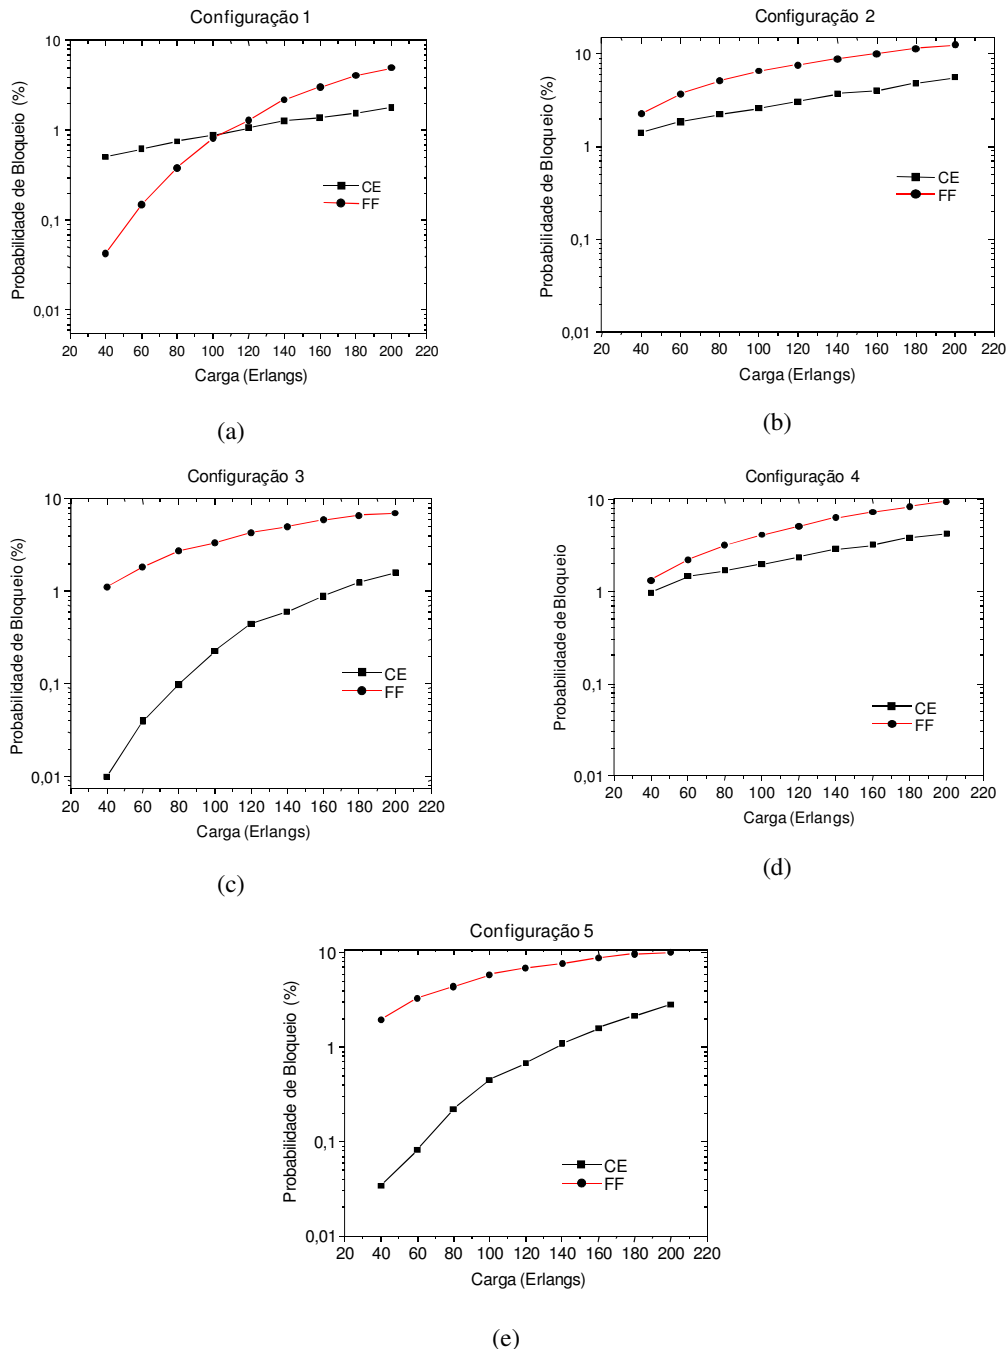 Configuração 1
Probabilidade de Bloqueio (%)
10
1
0,1
0,01
CE
FF
20 40 60 80 100 120 140 160 180 200 220
Carga (Erlangs)
(a)
Configuração 2
Probabilidade de Bloqueio (%)
10
1
0,1
0,01
CE
FF
20 40 60 80 100 120 140 160 180 200 220
Carga (Erlangs)
(b)
Configuração 3
Probabilidade de Bloqueio (%)
10
1
0,1
0,01
CE
FF
20 40 60 80 100 120 140 160 180 200 220
Carga (Erlangs)
(c)
Configuração 4
Probabilidade de Bloqueio
10
1
0,1
0,01
CE
FF
20 40 60 80 100 120 140 160 180 200 220
Carga (Erlangs)
(d)
Configuração 5
Probabilidade de Bloqueio (%)
10
1
0,1
0,01
CE
FF
20 40 60 80 100 120 140 160 180 200 220
Carga (Erlangs)
(e)